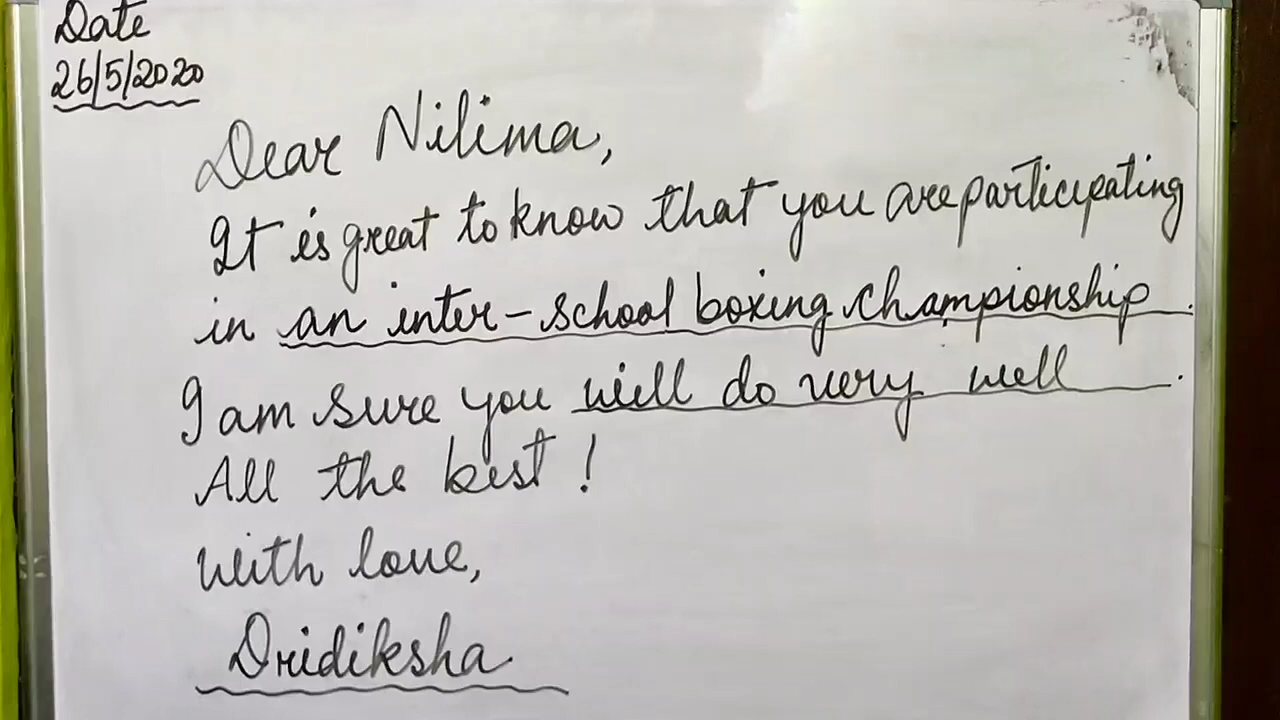 Date
26/5/2020
Dear Nilima,
It is great to know that you are participating
in an inter-school boxing championship.
I am sure you will do very well.
All the best!
With love,
Dridiksha